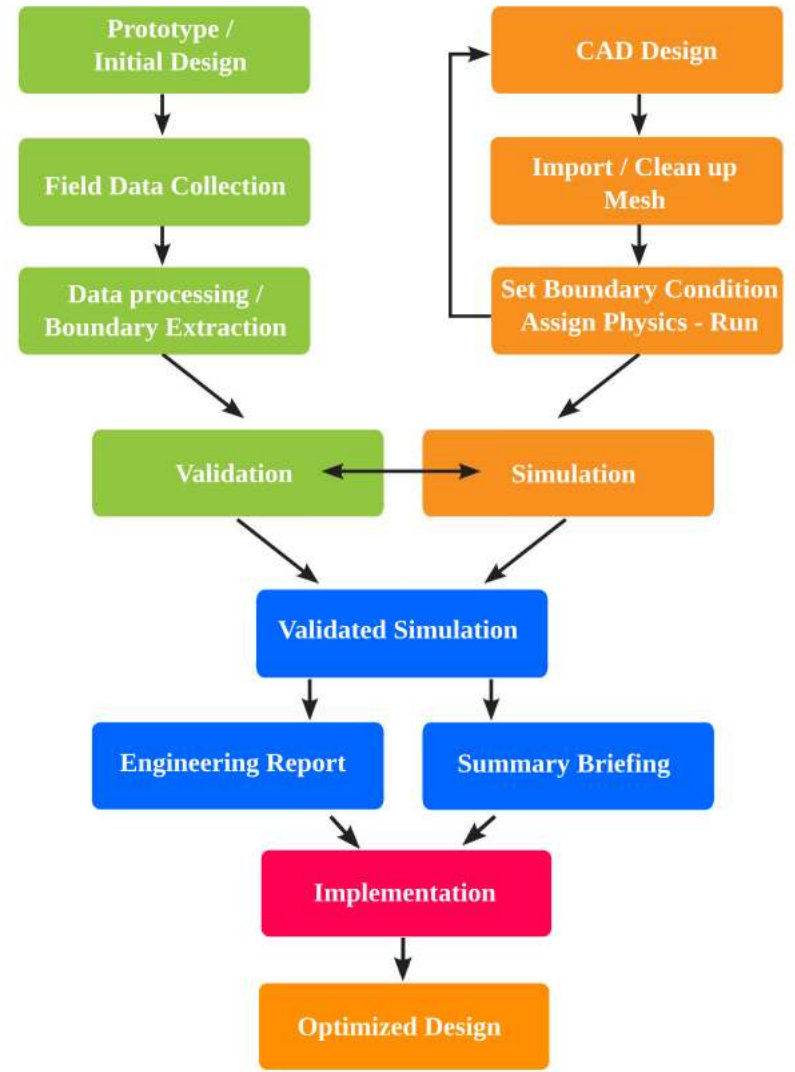 Prototype /
Initial Design
Field Data Collection
Data processing /
Boundary Extraction
CAD Design
Import / Clean up
Mesh
Set Boundary Condition
Assign Physics - Run
Validation
Simulation
Validated Simulation
Engineering Report
Summary Briefing
Implementation
Optimized Design